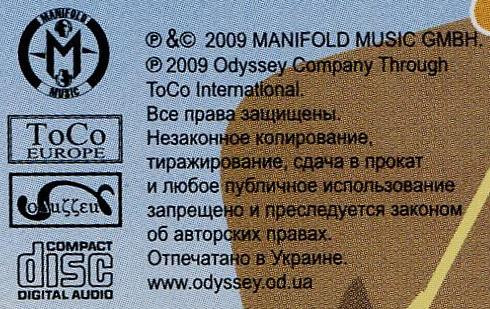 MANIFOLD
M
MUSIC
ToCo
EUROPE
odyssey
COMPACT
disc
DIGITAL AUDIO
℗ &© 2009 MANIFOLD MUSIC GMBH.
℗ 2009 Odyssey Company Through
ToCo International.
Все права защищены.
Незаконное копирование,
тиражирование, сдача в прокат
и любое публичное использование
запрещено и преследуется законом
об авторских правах.
Отпечатано в Украине.
www.odyssey.od.ua